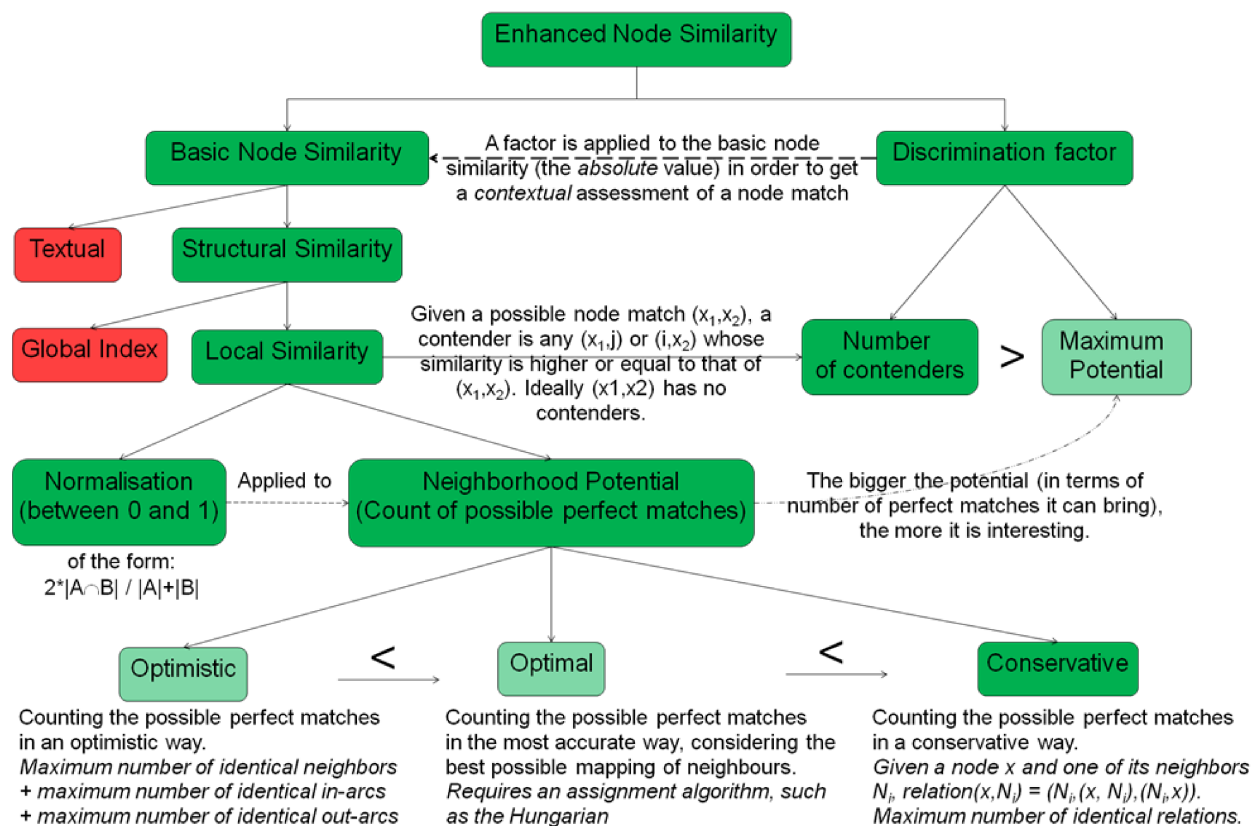 Enhanced Node Similarity
Basic Node Similarity
A factor is applied to the basic node
similarity (the absolute value) in order to get
a contextual assessment of a node match
Discrimination factor
Textual
Structural Similarity
Global Index
Local Similarity
Given a possible node match (x₁,x₂), a
contender is any (x₁,j) or (i,x₂) whose
similarity is higher or equal to that of
(x₁,x₂). Ideally (x1,x2) has no
contenders.
Number
of contenders
>
Maximum
Potential
Normalisation
(between 0 and 1)
Applied to
Neighborhood Potential
(Count of possible perfect matches)
The bigger the potential (in terms of
number of perfect matches it can bring),
the more it is interesting.
of the form:
2*|A∩B| / |A|+|B|
Optimistic
<
Optimal
<
Conservative
Counting the possible perfect matches
in an optimistic way.
Maximum number of identical neighbors
+ maximum number of identical in-arcs
+ maximum number of identical out-arcs
Counting the possible perfect matches
in the most accurate way, considering the
best possible mapping of neighbours.
Requires an assignment algorithm, such
as the Hungarian
Counting the possible perfect matches
in a conservative way.
Given a node x and one of its neighbors
Nᵢ, relation(x,Nᵢ) = (Nᵢ,(x, Nᵢ),(Nᵢ,x)).
Maximum number of identical relations.